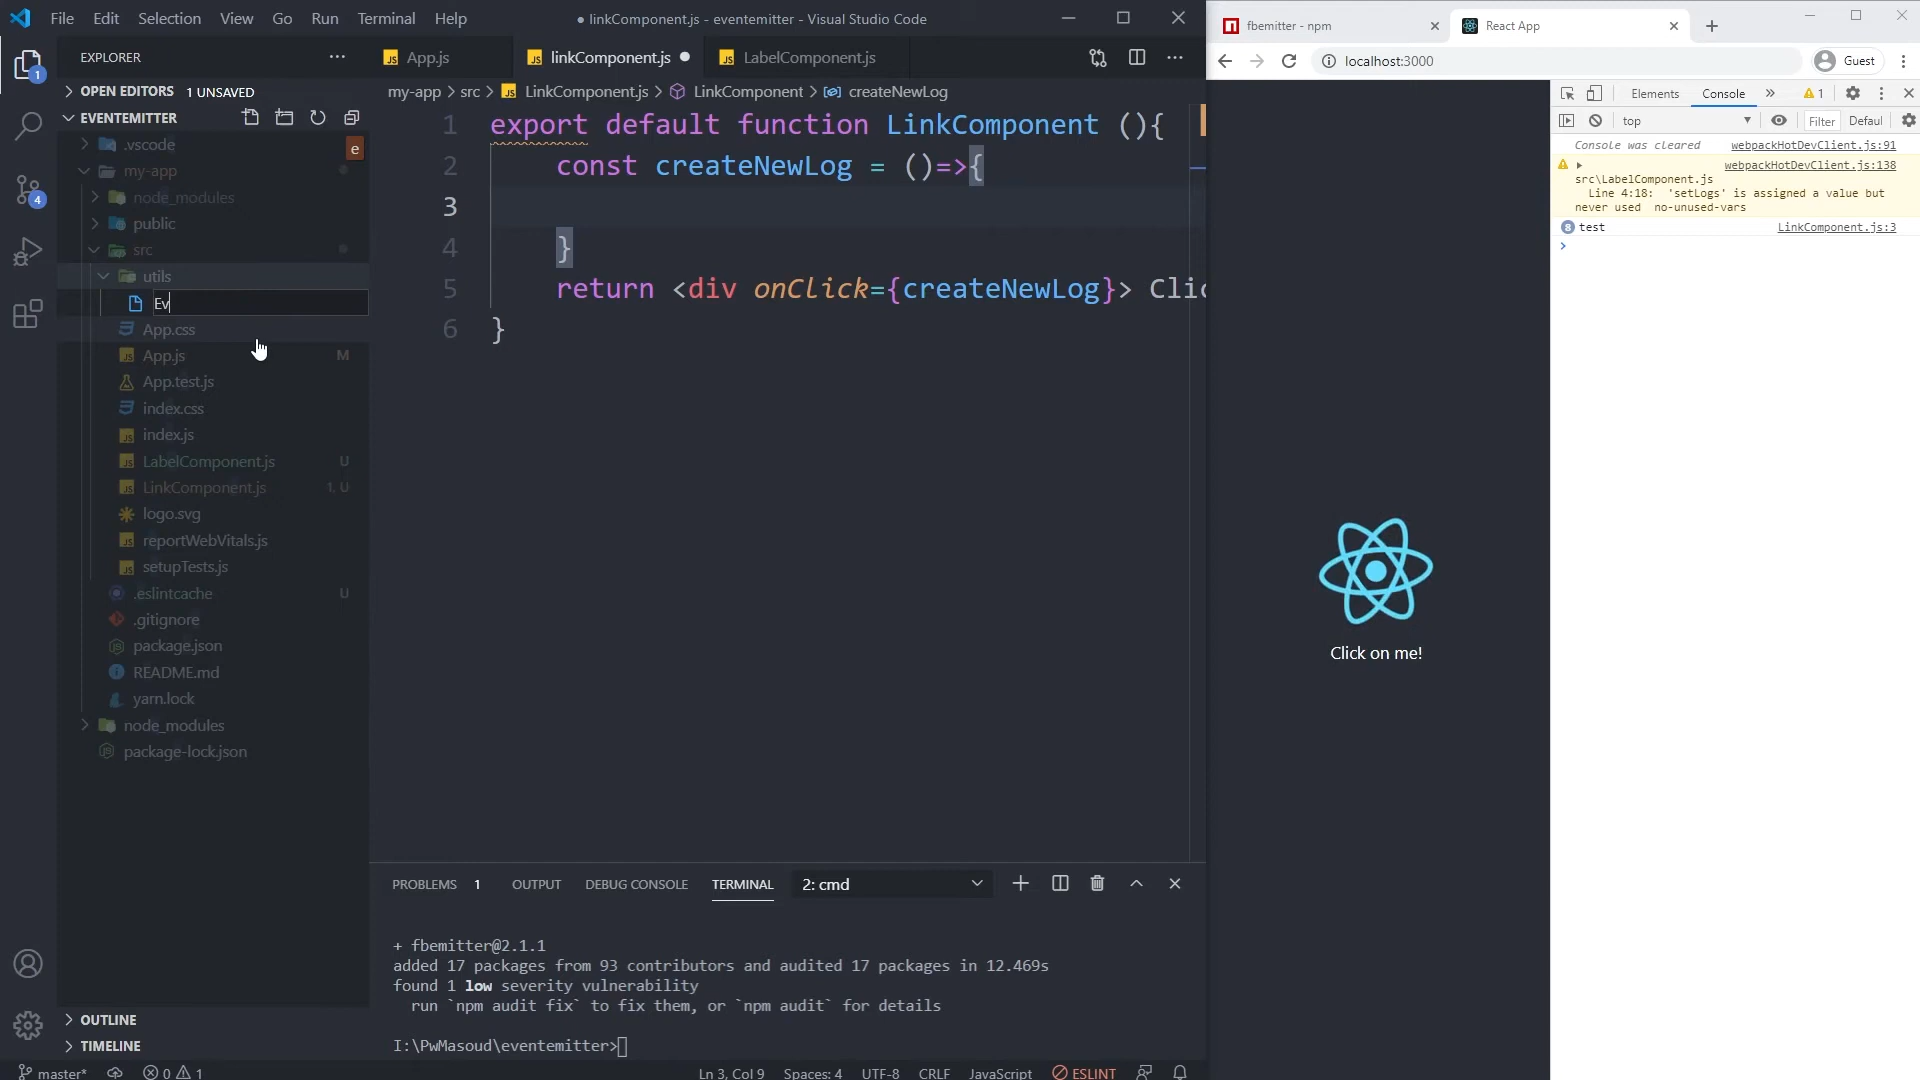 File Edit Selection View Go Run Terminal Help
● linkComponent.js - eventemitter - Visual Studio Code
EXPLORER
OPEN EDITORS 1 UNSAVED
EVENTEMITTER
.vscode
e
my-app
node_modules
public
src
utils
Ev
App.css
App.js M
App.test.js
index.css
index.js
LabelComponent.js U
LinkComponent.js 1, U
logo.svg
reportWebVitals.js
setupTests.js
.eslintcache U
.gitignore
package.json
README.md
yarn.lock
node_modules
package-lock.json
OUTLINE
TIMELINE
1
4
App.js linkComponent.js ● LabelComponent.js
my-app > src > LinkComponent.js > LinkComponent > createNewLog
1 export default function LinkComponent (){
2 const createNewLog = ()=>{
3
4 }
5 return <div onClick={createNewLog}> Clic
6 }
PROBLEMS 1 OUTPUT DEBUG CONSOLE TERMINAL 2: cmd
+ fbemitter@2.1.1
added 17 packages from 93 contributors and audited 17 packages in 12.469s
found 1 low severity vulnerability
run `npm audit fix` to fix them, or `npm audit` for details
I:\PwMasoud\eventemitter>
master* 0 1 Ln 3, Col 9 Spaces: 4 UTF-8 CRLF JavaScript ESLINT
fbemitter - npm React App
localhost:3000 Guest
Click on me!
Elements Console » 1
top Filter Defaul
Console was cleared webpackHotDevClient.js:91
webpackHotDevClient.js:138
src\LabelComponent.js
Line 4:18: 'setLogs' is assigned a value but
never used no-unused-vars
8 test LinkComponent.js:3